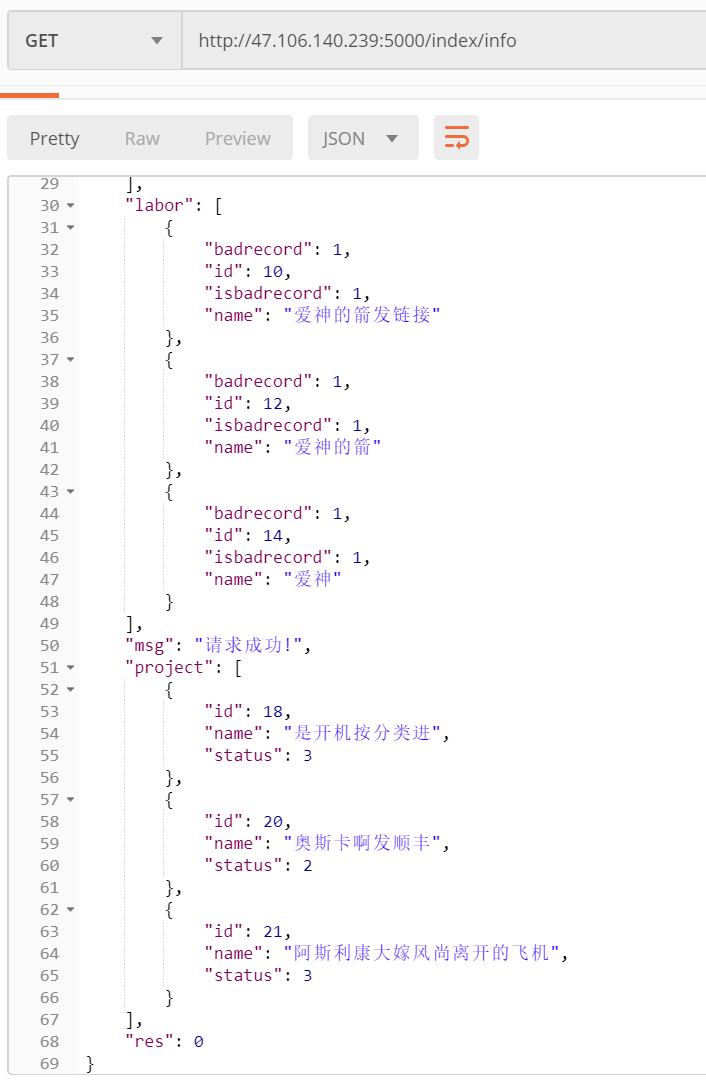 GET http://47.106.140.239:5000/index/info
Pretty Raw Preview JSON
29 ],
30 "labor": [
31 {
32 "badrecord": 1,
33 "id": 10,
34 "isbadrecord": 1,
35 "name": "爱神的箭发链接"
36 },
37 {
38 "badrecord": 1,
39 "id": 12,
40 "isbadrecord": 1,
41 "name": "爱神的箭"
42 },
43 {
44 "badrecord": 1,
45 "id": 14,
46 "isbadrecord": 1,
47 "name": "爱神"
48 }
49 ],
50 "msg": "请求成功!",
51 "project": [
52 {
53 "id": 18,
54 "name": "是开机按分类进",
55 "status": 3
56 },
57 {
58 "id": 20,
59 "name": "奥斯卡啊发顺丰",
60 "status": 2
61 },
62 {
63 "id": 21,
64 "name": "阿斯利康大嫁风尚离开的飞机",
65 "status": 3
66 }
67 ],
68 "res": 0
69 }